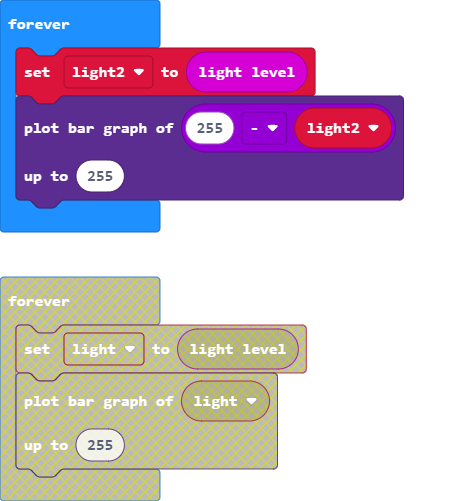 forever
set light2 to light level
plot bar graph of 255 - light2
up to 255
forever
set light to light level
plot bar graph of light
up to 255